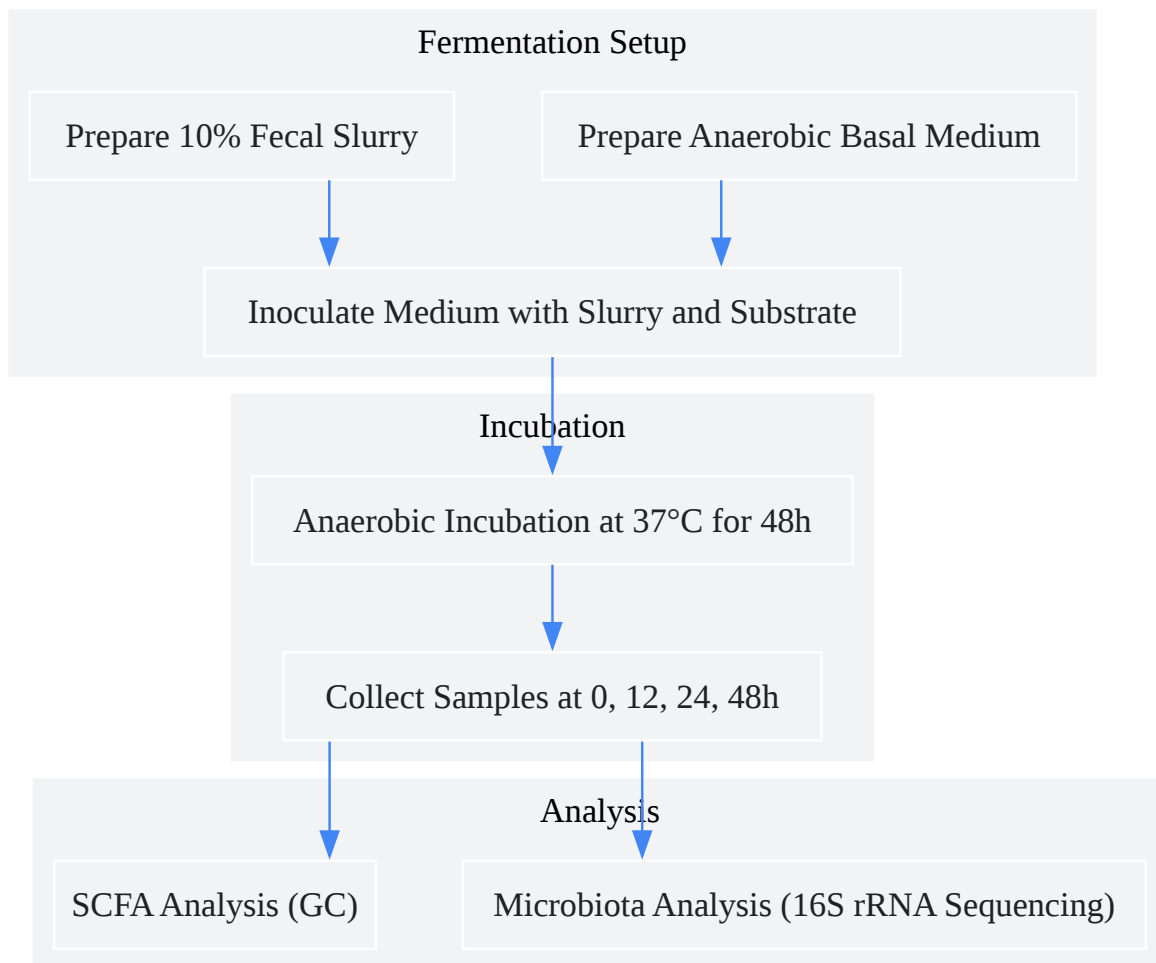 Fermentation Setup
Prepare 10% Fecal Slurry
Prepare Anaerobic Basal Medium
Inoculate Medium with Slurry and Substrate
Incubation
Anaerobic Incubation at 37°C for 48h
Collect Samples at 0, 12, 24, 48h
Analysis
SCFA Analysis (GC)
Microbiota Analysis (16S rRNA Sequencing)